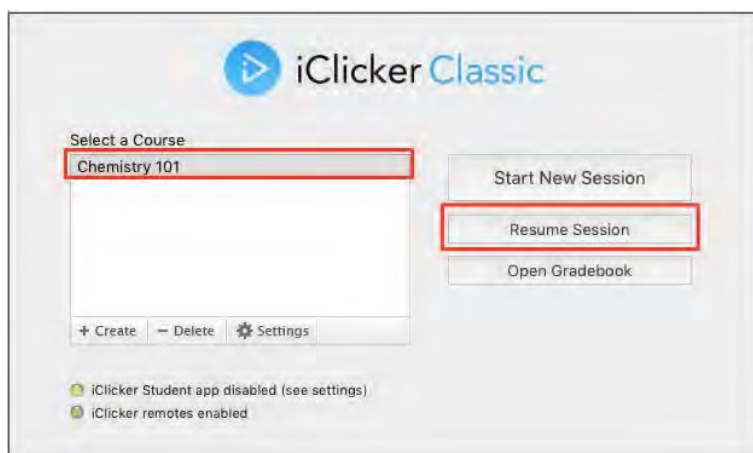 iClicker Classic
Select a Course
Chemistry 101
Start New Session
Resume Session
Open Gradebook
+ Create − Delete Settings
iClicker Student app disabled (see settings)
iClicker remotes enabled